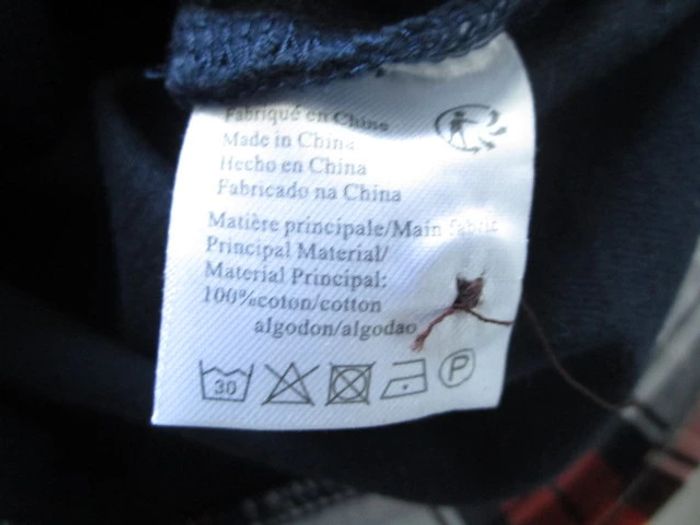 Fabriqué en Chine
Made in China
Hecho en China
Fabricado na China
Matière principale/Main fabric
Principal Material/
Material Principal:
100%coton/cotton
algodon/algodao
30
P